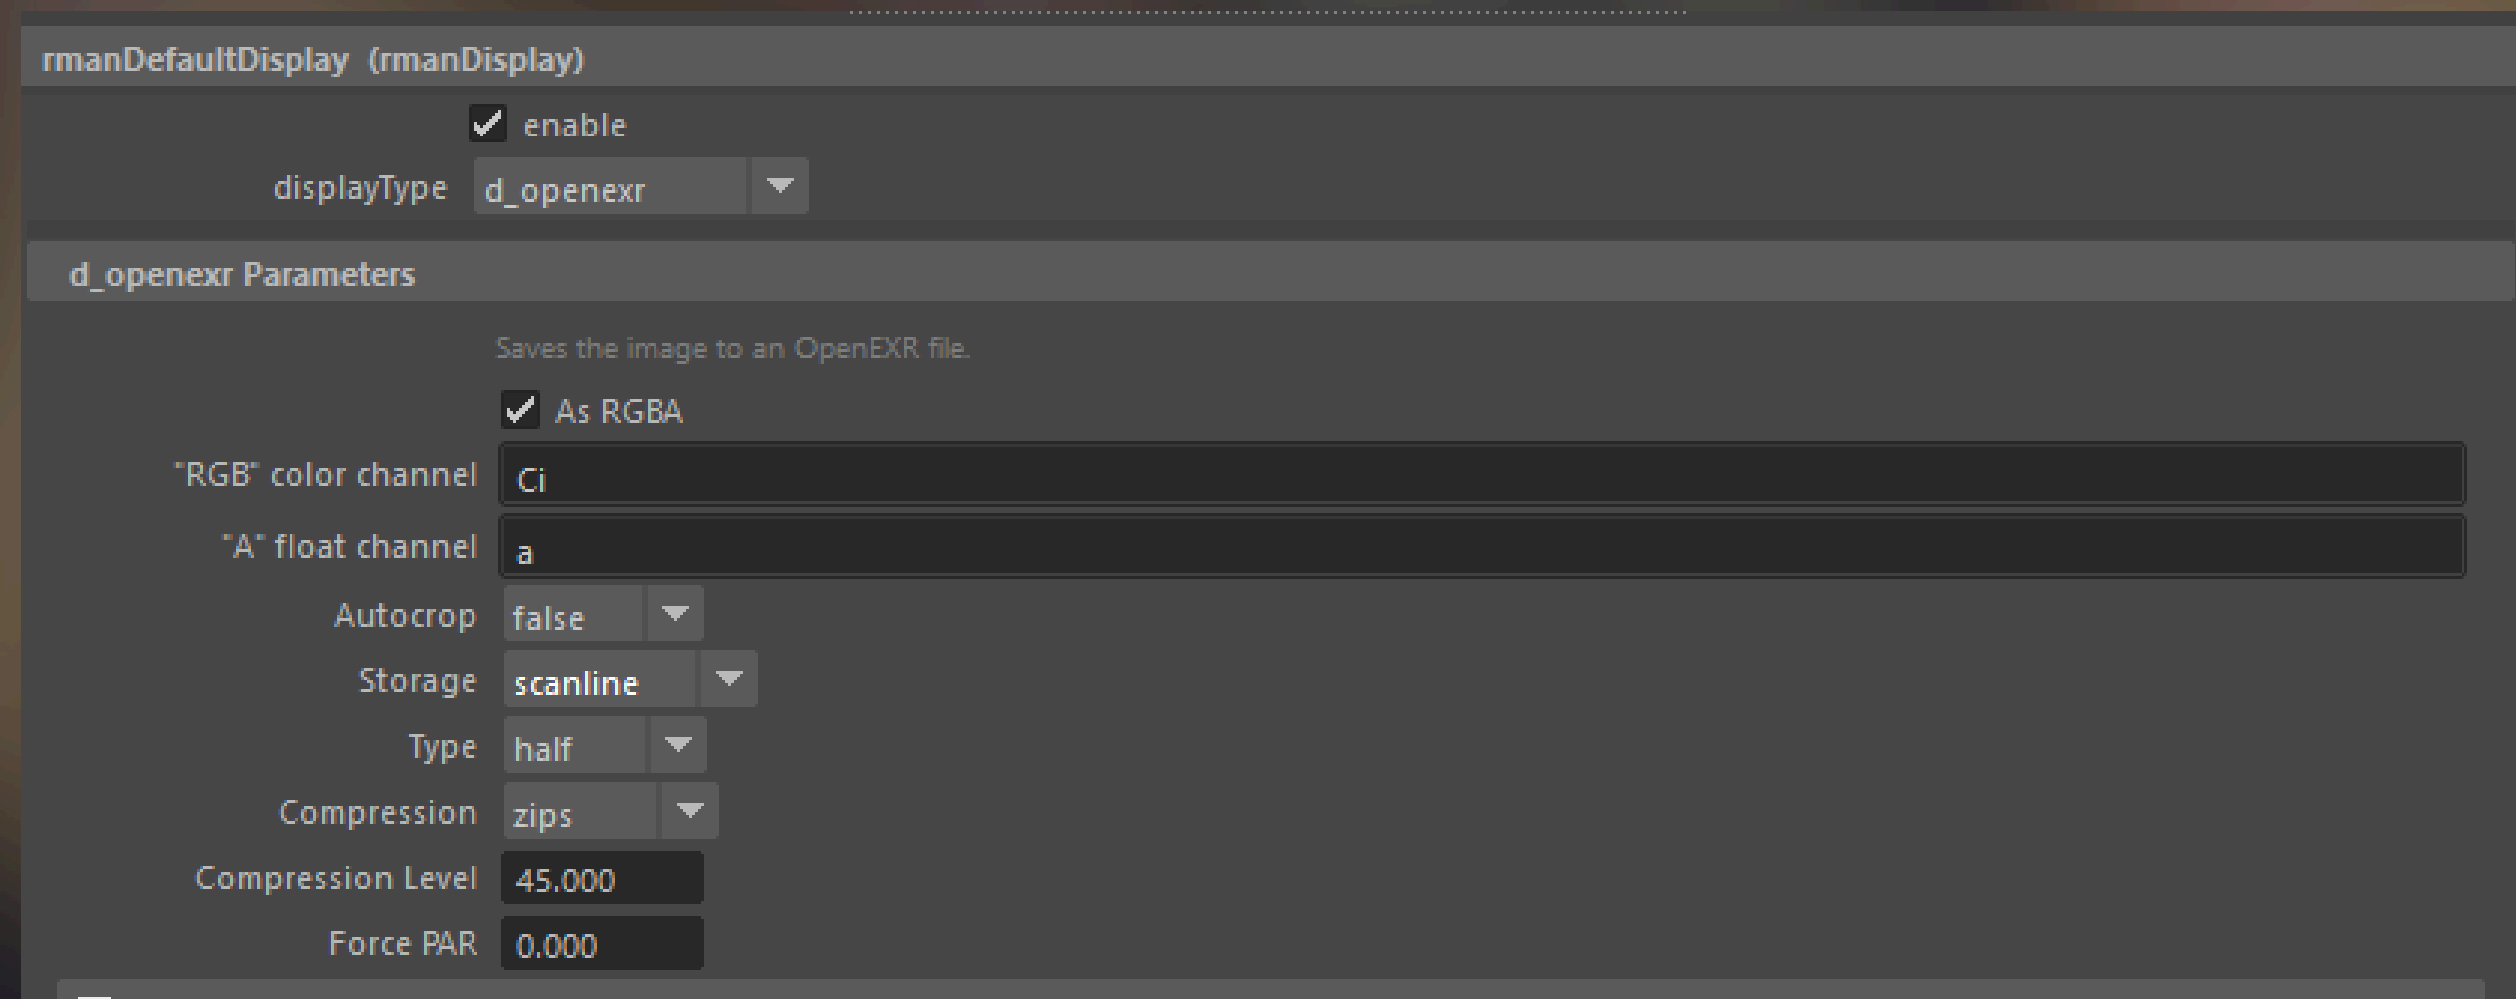 rmanDefaultDisplay (rmanDisplay)
enable
displayType d_openexr
d_openexr Parameters
Saves the image to an OpenEXR file.
As RGBA
"RGB" color channel Ci
"A" float channel a
Autocrop false
Storage scanline
Type half
Compression zips
Compression Level 45.000
Force PAR 0.000